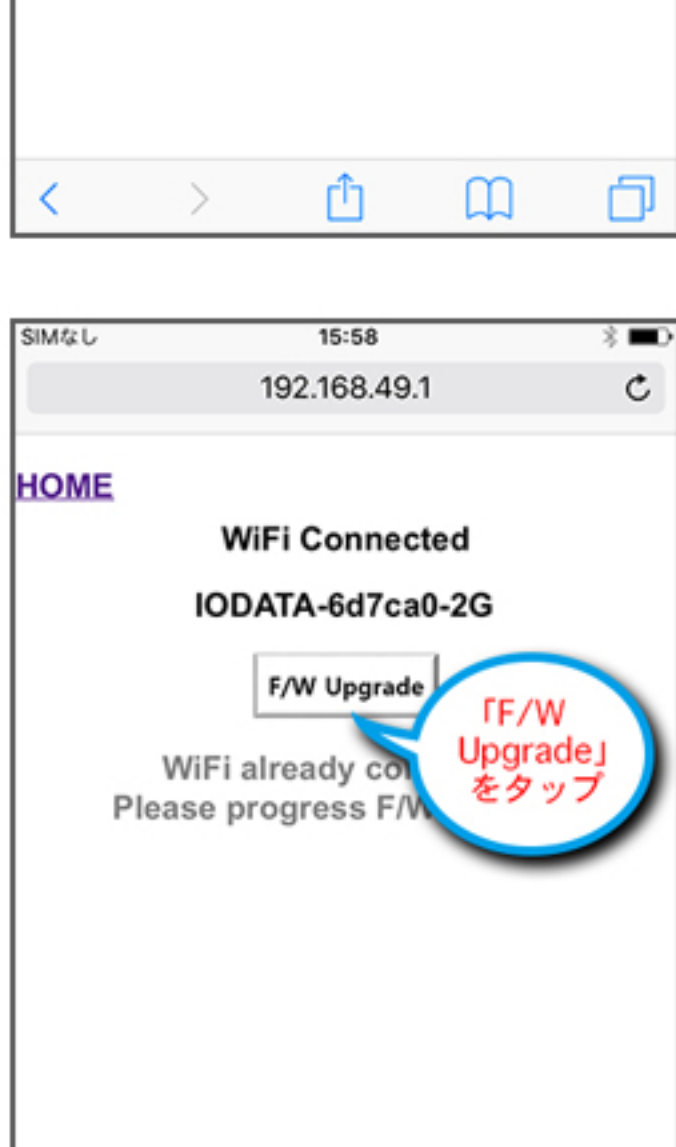 SIMなし 15:58
192.168.49.1
HOME
WiFi Connected
IODATA-6d7ca0-2G
F/W Upgrade
「F/W
Upgrade」
をタップ
WiFi already
Please progress